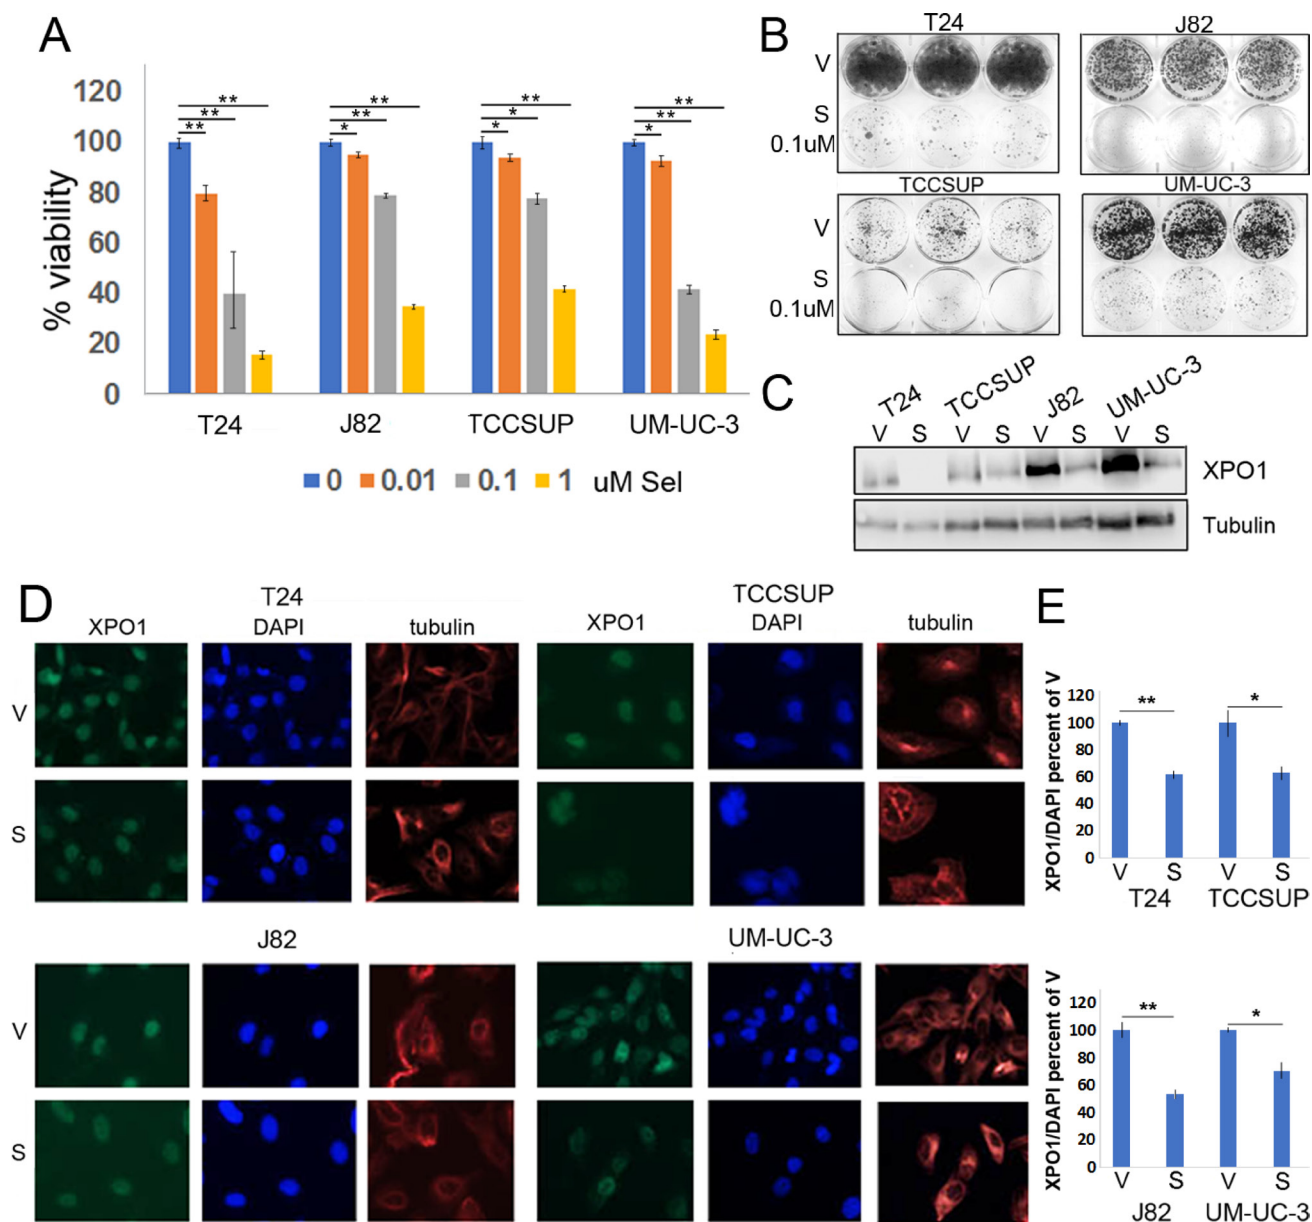 A
% viability
120
100
80
60
40
20
0
** ** **
** ** *
** * *
** ** *
T24 J82 TCCSUP UM-UC-3
0 0.01 0.1 1 uM Sel
B
T24 J82
V
S
0.1uM
TCCSUP UM-UC-3
V
S
0.1uM
C
T24 TCCSUP J82 UM-UC-3
V S V S V S V S
XPO1
Tubulin
D
T24 TCCSUP
XPO1 DAPI tubulin XPO1 DAPI tubulin
V
S
J82 UM-UC-3
V
S
E
XPO1/DAPI percent of V
120
100
80
60
40
20
0
** *
V S V S
T24 TCCSUP
XPO1/DAPI percent of V
120
100
80
60
40
20
0
** *
V S V S
J82 UM-UC-3